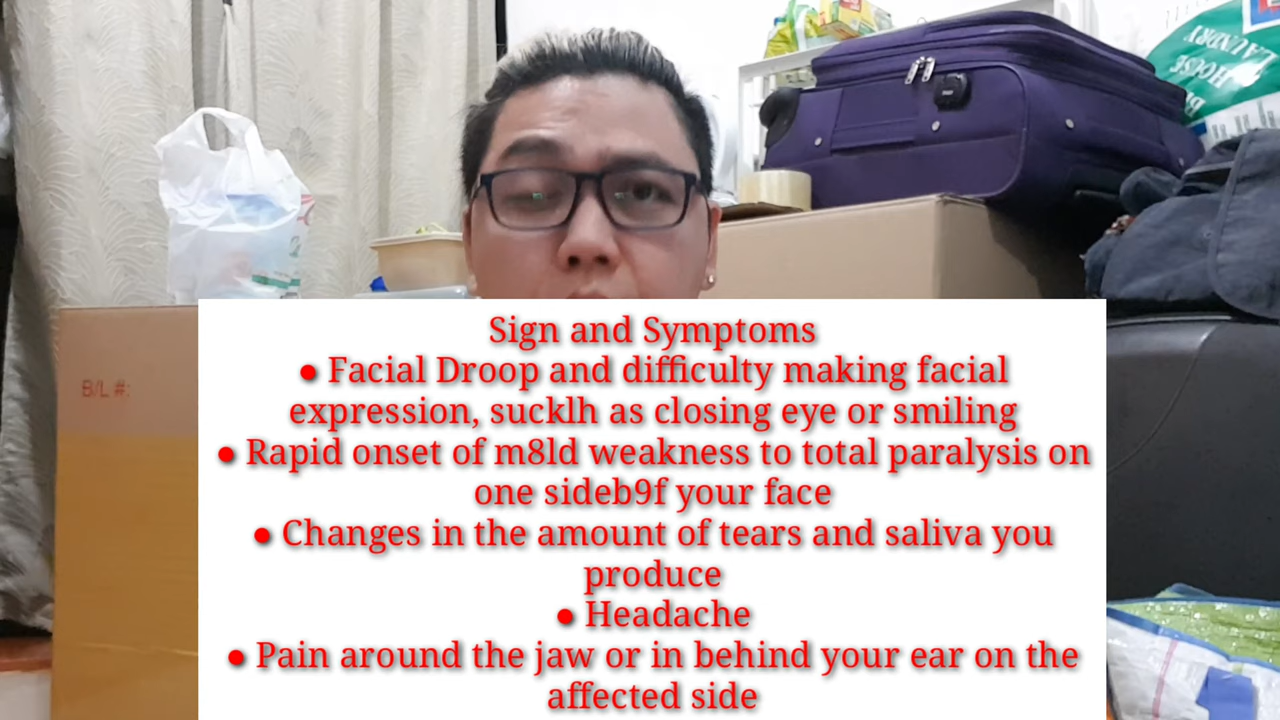 HOUSE
LAUNDRY
B/L #:
Sign and Symptoms
● Facial Droop and difficulty making facial
expression, sucklh as closing eye or smiling
● Rapid onset of m8ld weakness to total paralysis on
one sideb9f your face
● Changes in the amount of tears and saliva you
produce
● Headache
● Pain around the jaw or in behind your ear on the
affected side